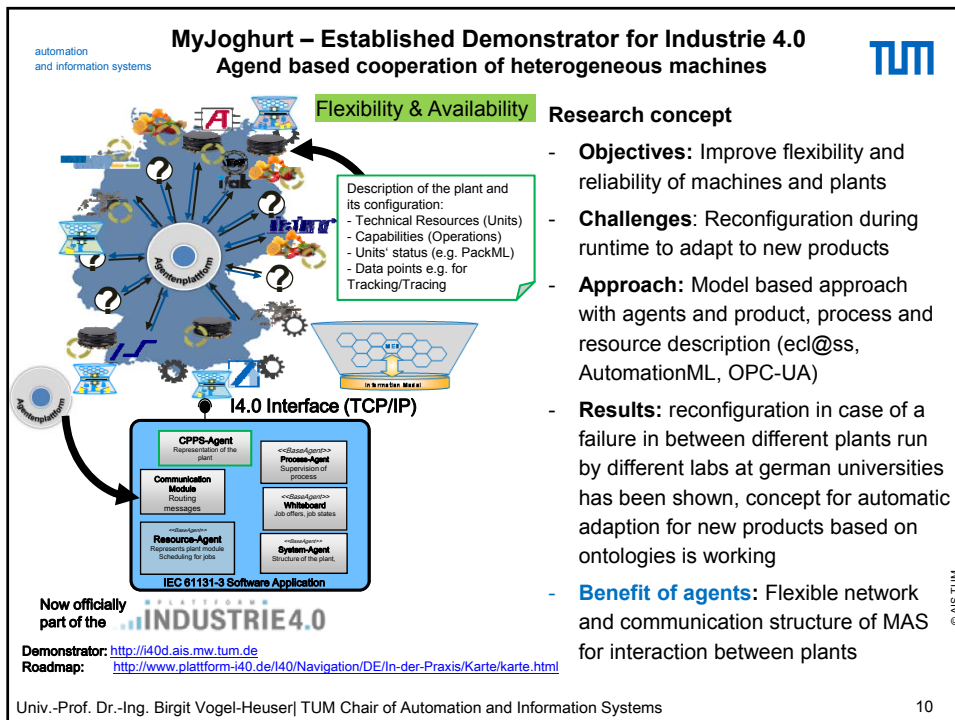 automation
and information systems
MyJoghurt – Established Demonstrator for Industrie 4.0
Agend based cooperation of heterogeneous machines
TUM
Flexibility & Availability
?
?
?
?
?
?
ifak
itake
Agentenplattform
Description of the plant and
its configuration:
- Technical Resources (Units)
- Capabilities (Operations)
- Units' status (e.g. PackML)
- Data points e.g. for
Tracking/Tracing
MES
Information Model
Agentenplattform
I4.0 Interface (TCP/IP)
CPPS-Agent
Representation of the
plant
Communication
Module
Routing
messages
<<BaseAgent>>
Resource-Agent
Represents plant module
Scheduling for jobs
<<BaseAgent>>
Process-Agent
Supervision of
process
<<BaseAgent>>
Whiteboard
Job offers, job states
<<BaseAgent>>
System-Agent
Structure of the plant,
IEC 61131-3 Software Application
Now officially
part of the
PLATTFORM
INDUSTRIE4.0
Demonstrator: http://i40d.ais.mw.tum.de
Roadmap: http://www.plattform-i40.de/I40/Navigation/DE/In-der-Praxis/Karte/karte.html
Research concept
- Objectives: Improve flexibility and
reliability of machines and plants
- Challenges: Reconfiguration during
runtime to adapt to new products
- Approach: Model based approach
with agents and product, process and
resource description (ecl@ss,
AutomationML, OPC-UA)
- Results: reconfiguration in case of a
failure in between different plants run
by different labs at german universities
has been shown, concept for automatic
adaption for new products based on
ontologies is working
- Benefit of agents: Flexible network
and communication structure of MAS
for interaction between plants
© AIS TUM
Univ.-Prof. Dr.-Ing. Birgit Vogel-Heuser| TUM Chair of Automation and Information Systems
10